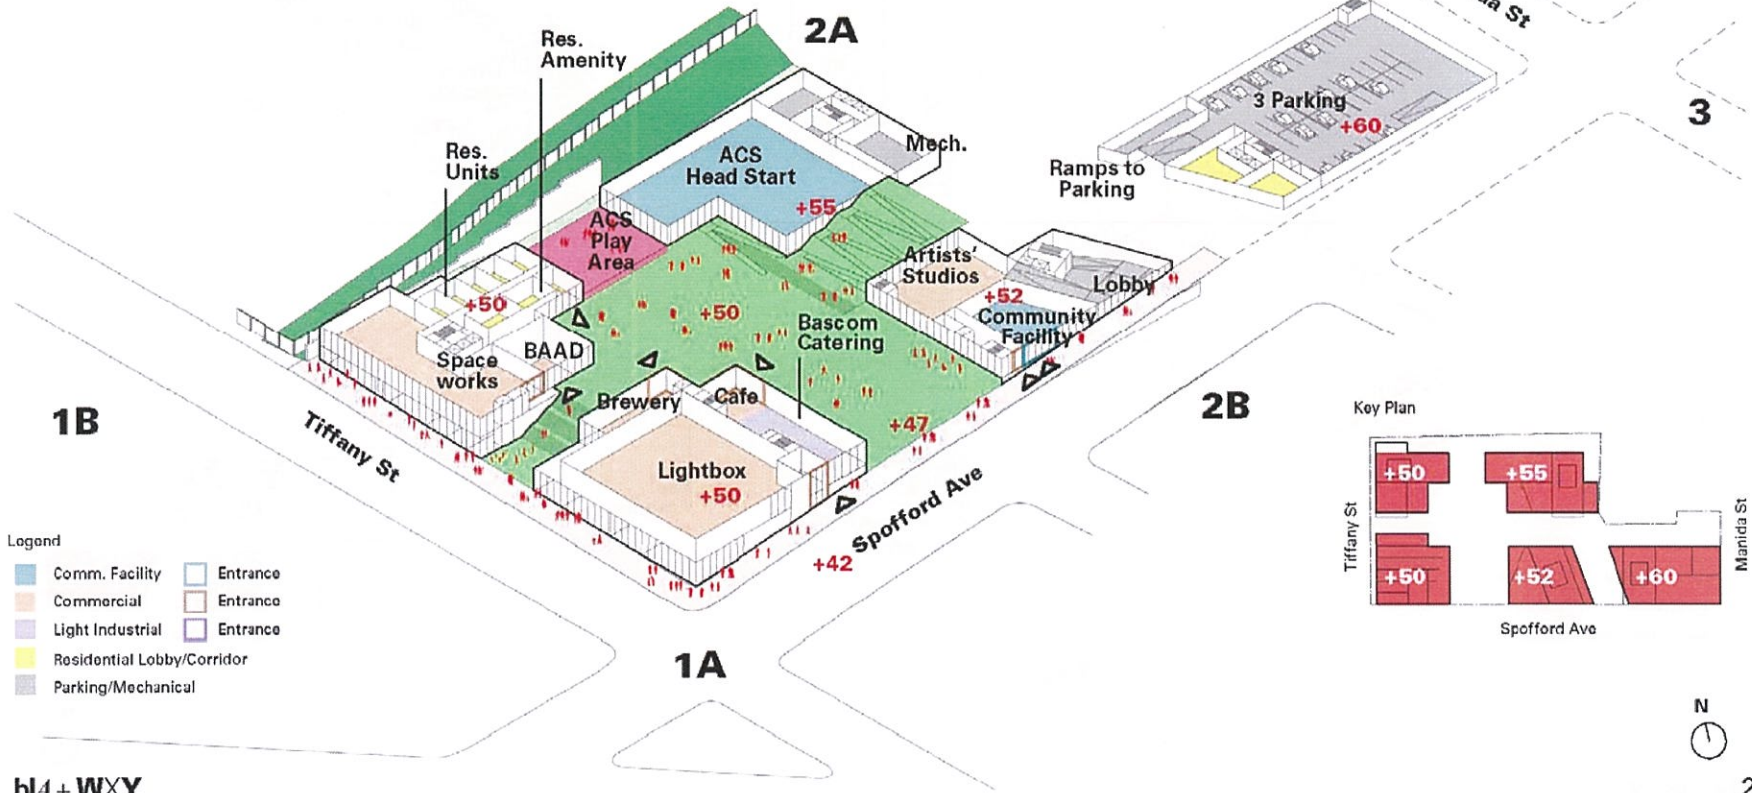 da St
2A
Res.
Amenity
3 Parking
+60
3
Res.
Units
ACS
Head Start
Mech.
Ramps to
Parking
+55
ACS
Play
Area
Artists'
Studios
Lobby
+50
+50
+52
Community
Facility
Bascom
Catering
BAAD
Space
works
Brewery
Cafe
1B
Tiffany St
+47
2B
Lightbox
+50
Spofford Ave
+42
1A
Key Plan
+50
+55
+50
+52
+60
Tiffany St
Manida St
Spofford Ave
Legend
Comm. Facility Entrance
Commercial Entrance
Light Industrial Entrance
Residential Lobby/Corridor
Parking/Mechanical
N
WXY
2